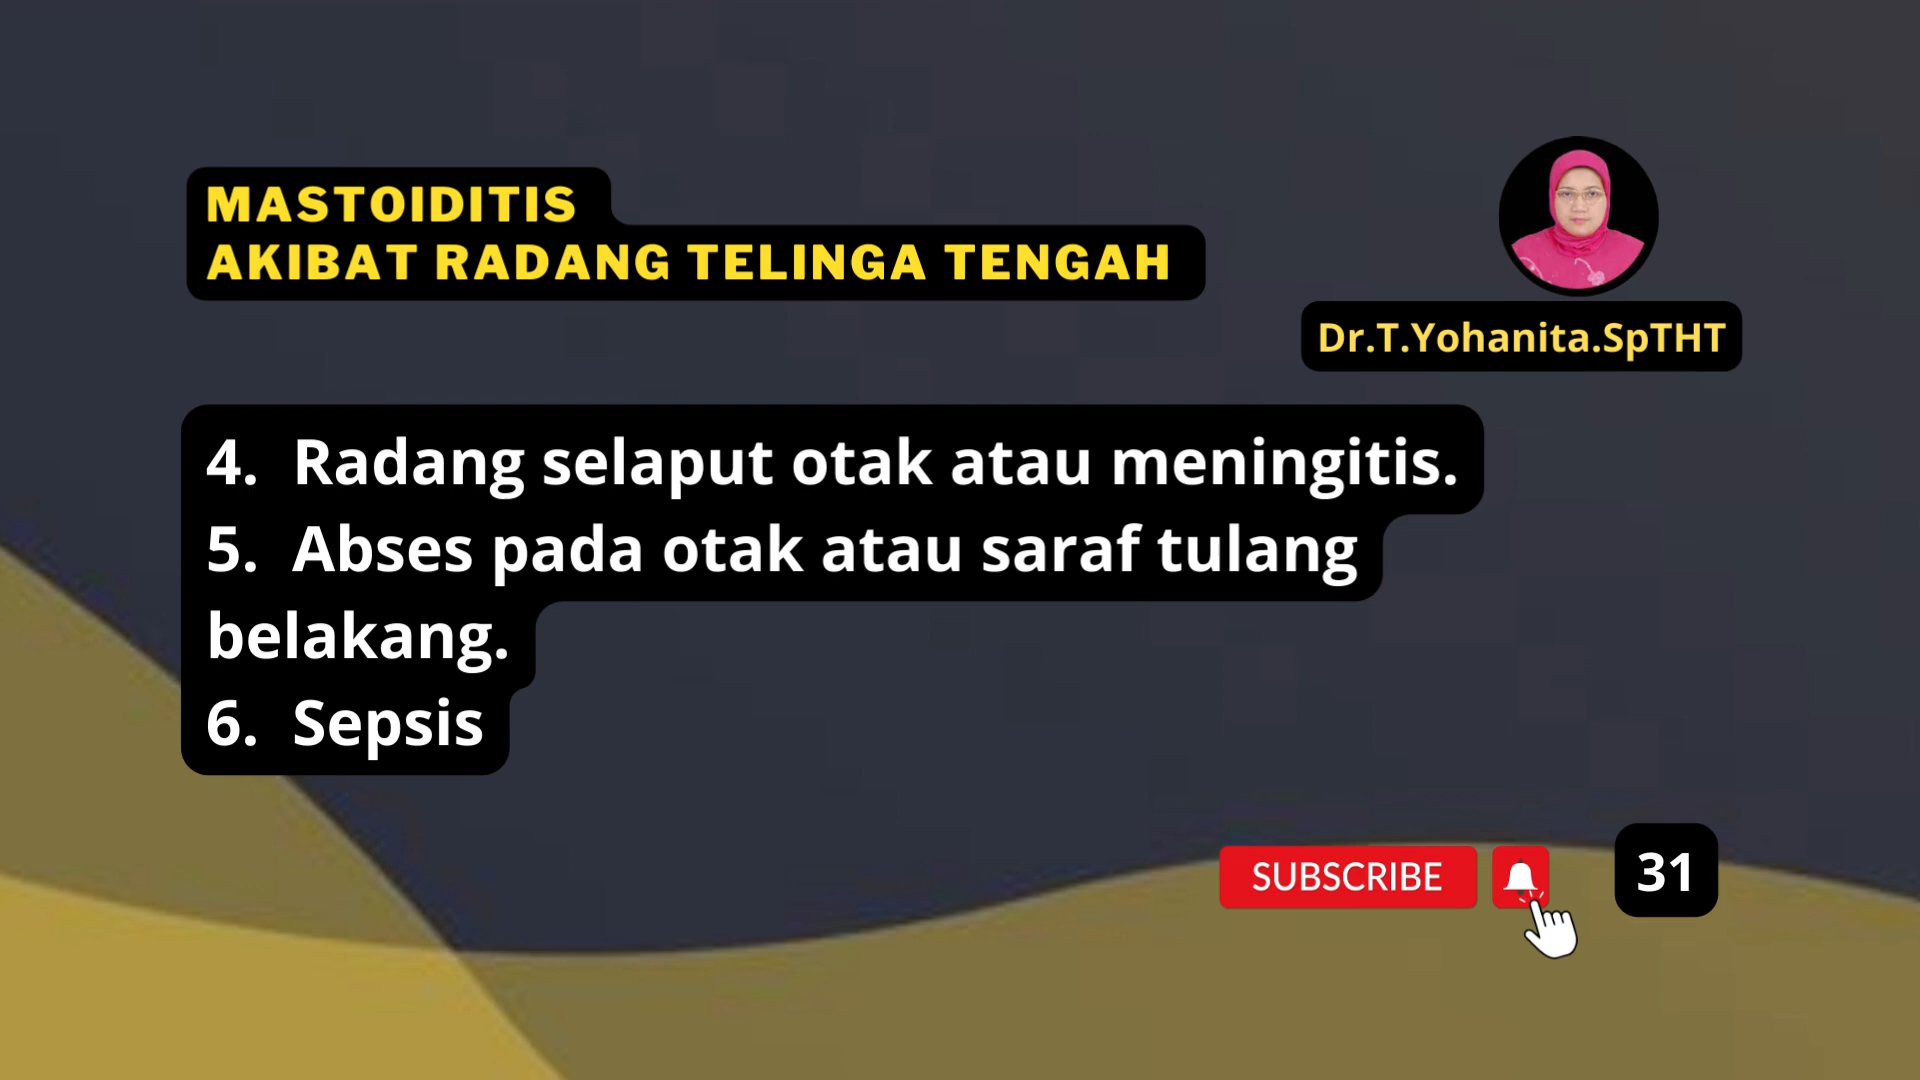 MASTOIDITIS
AKIBAT RADANG TELINGA TENGAH
Dr.T.Yohanita.SpTHT
4. Radang selaput otak atau meningitis.
5. Abses pada otak atau saraf tulang
belakang.
6. Sepsis
SUBSCRIBE
31